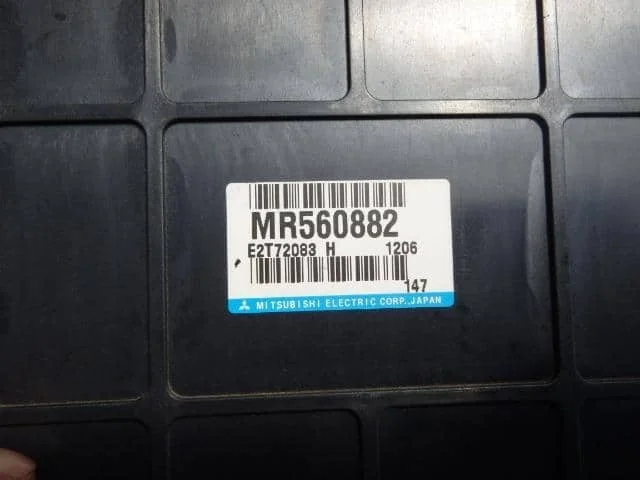 MR560882
E2T72083 H 1206
147
MITSUBISHI ELECTRIC CORP.,JAPAN